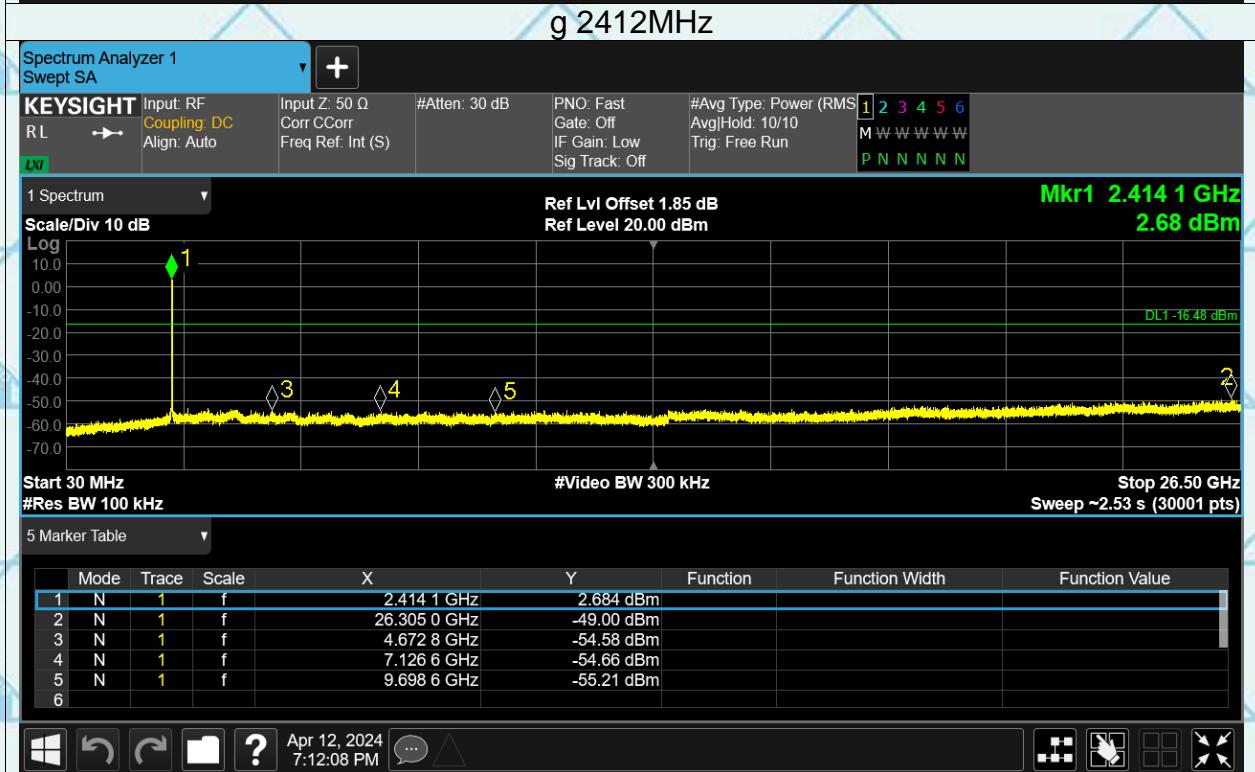 g 2412MHz
Spectrum Analyzer 1
Swept SA
KEYSIGHT
R L
LXI
Input: RF
Coupling: DC
Align: Auto
Input Z: 50 Ω
Corr CCorr
Freq Ref: Int (S)
#Atten: 30 dB
PNO: Fast
Gate: Off
IF Gain: Low
Sig Track: Off
#Avg Type: Power (RMS
Avg|Hold: 10/10
Trig: Free Run
1 2 3 4 5 6
M W W W W W
P N N N N N
1 Spectrum
Scale/Div 10 dB
Ref Lvl Offset 1.85 dB
Ref Level 20.00 dBm
Mkr1 2.414 1 GHz
2.68 dBm
Log
10.0
0.00
-10.0
-20.0
-30.0
-40.0
-50.0
-60.0
-70.0
1
DL1 -16.48 dBm
3
4
5
2
Start 30 MHz
#Video BW 300 kHz
Stop 26.50 GHz
#Res BW 100 kHz
Sweep ~2.53 s (30001 pts)
5 Marker Table
Mode Trace Scale X Y Function Function Width Function Value
1 N 1 f 2.414 1 GHz 2.684 dBm
2 N 1 f 26.305 0 GHz -49.00 dBm
3 N 1 f 4.672 8 GHz -54.58 dBm
4 N 1 f 7.126 6 GHz -54.66 dBm
5 N 1 f 9.698 6 GHz -55.21 dBm
6
?
Apr 12, 2024
7:12:08 PM